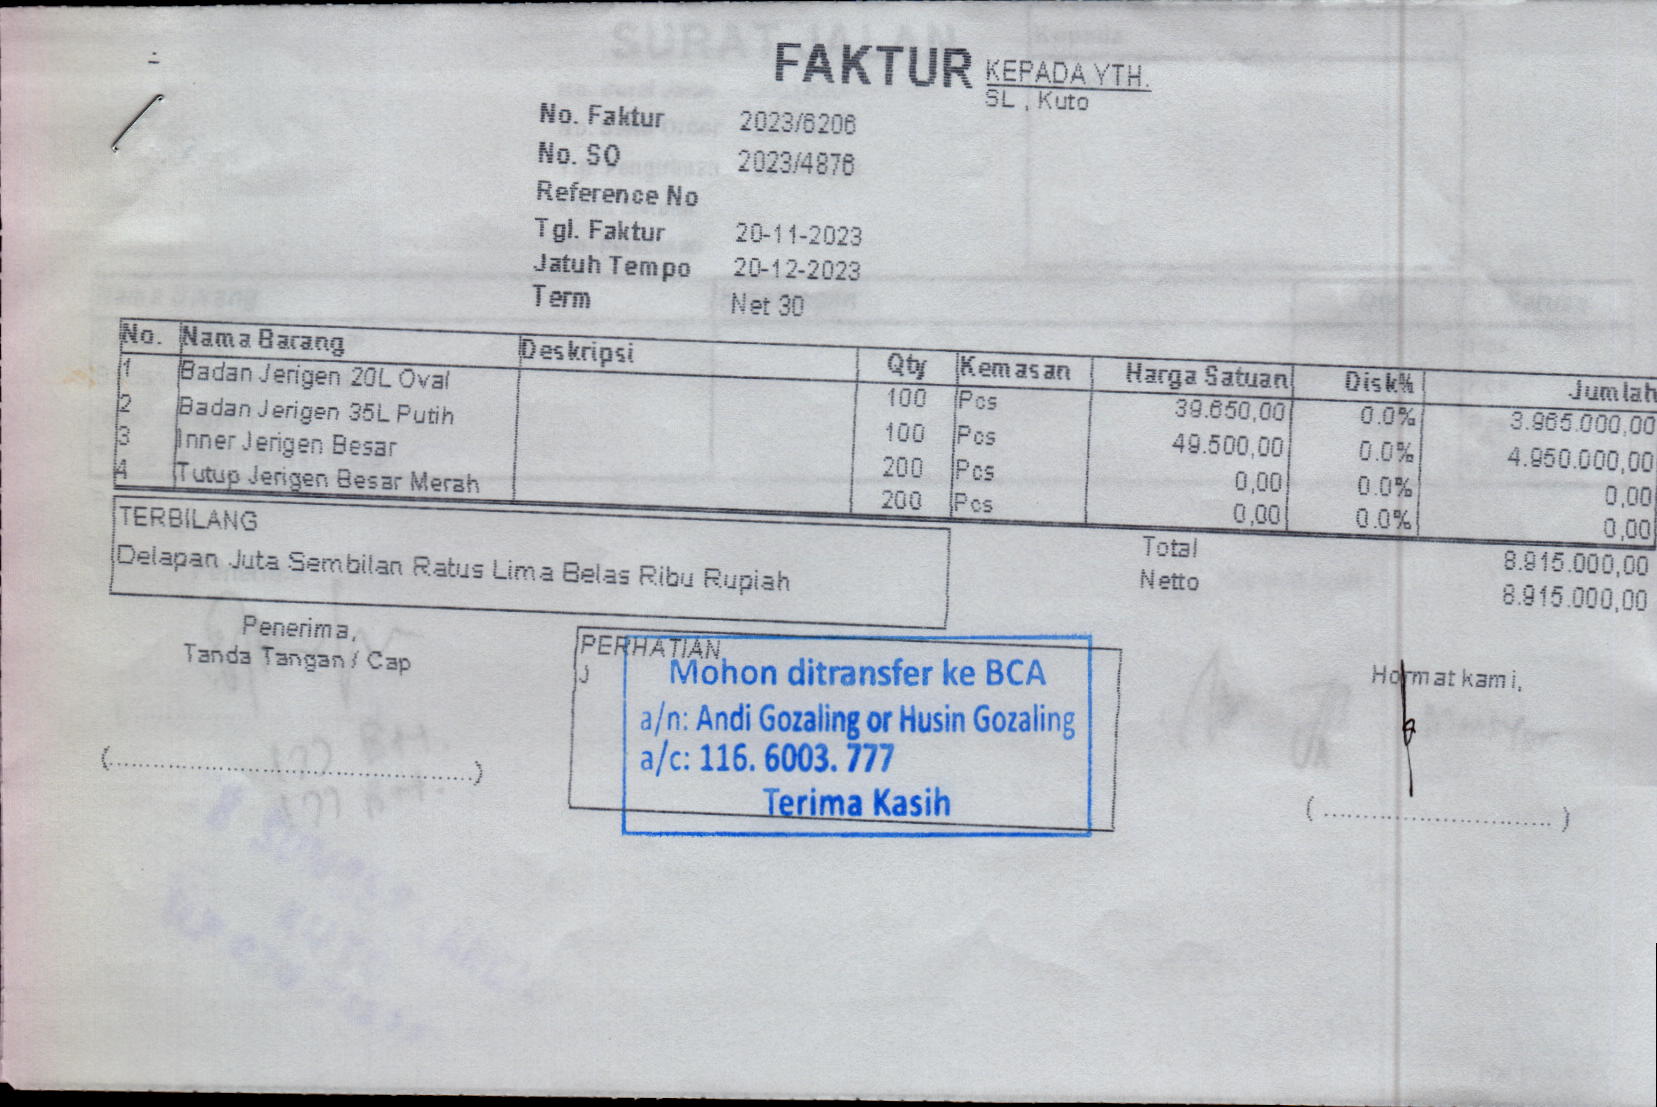 FAKTUR
KEPADA YTH.
SL , Kuto
No. Faktur 2023/6206
No. SO 2023/4876
Reference No
Tgl. Faktur 20-11-2023
Jatuh Tempo 20-12-2023
Term Net 30
No. Nama Barang Deskripsi Qty Kemasan Harga Satuan Disk% Jumlah
1 Badan Jerigen 20L Oval 100 Pcs 39.650,00 0.0% 3.965.000,00
2 Badan Jerigen 35L Putih 100 Pcs 49.500,00 0.0% 4.950.000,00
3 Inner Jerigen Besar 200 Pcs 0,00 0.0% 0,00
4 Tutup Jerigen Besar Merah 200 Pcs 0,00 0.0% 0,00
TERBILANG
Delapan Juta Sembilan Ratus Lima Belas Ribu Rupiah
Total 8.915.000,00
Netto 8.915.000,00
Penerima,
Tanda Tangan / Cap
(....................................................)
PERHATIAN
Mohon ditransfer ke BCA
a/n: Andi Gozaling or Husin Gozaling
a/c: 116. 6003. 777
Terima Kasih
Hormat kami,
( ................................ )
SURAT JALAN
Kepada